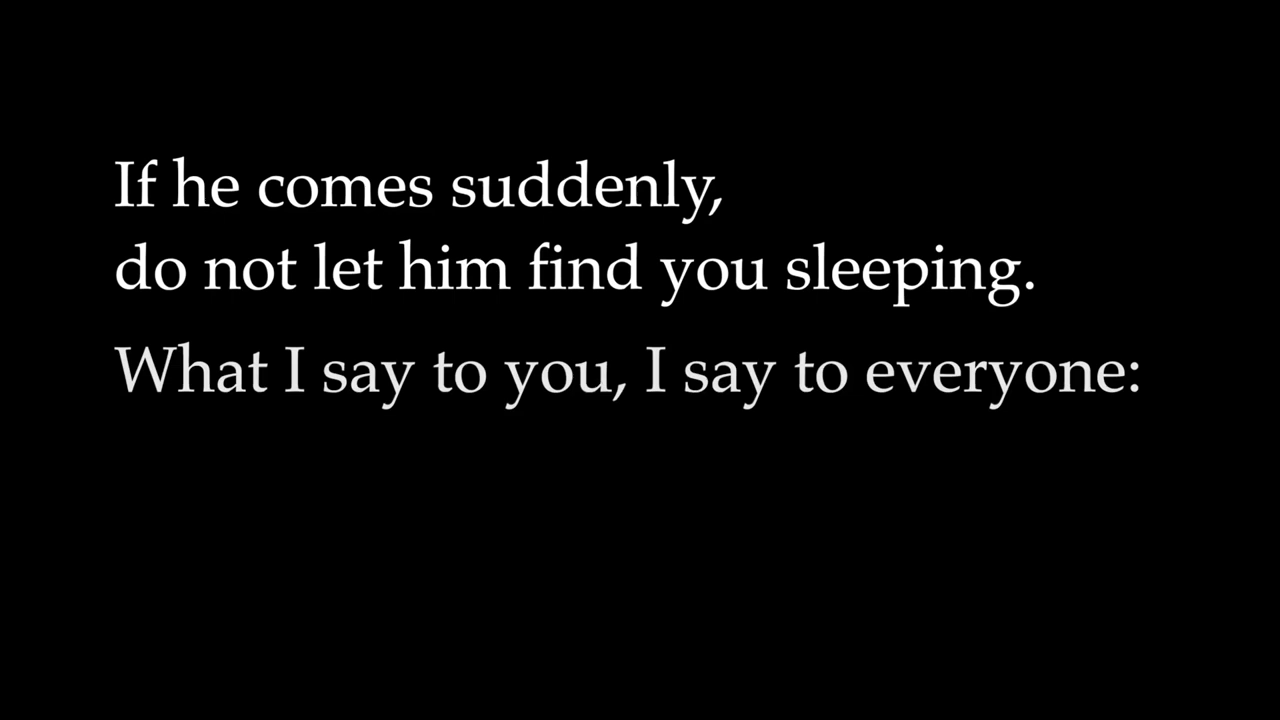 If he comes suddenly,
do not let him find you sleeping.
What I say to you, I say to everyone: